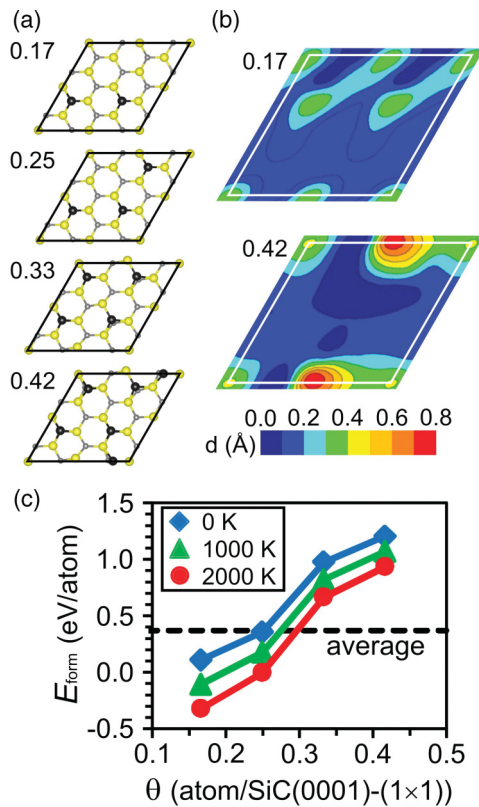 (a)
0.17
0.25
0.33
0.42
(b)
0.17
0.42
0.0 0.2 0.4 0.6 0.8
d (Å)
(c)
1.5
1.0
0.5
0.0
-0.5
E_form (eV/atom)
0 K
1000 K
2000 K
average
0.1 0.2 0.3 0.4 0.5
θ (atom/SiC(0001)-(1×1))